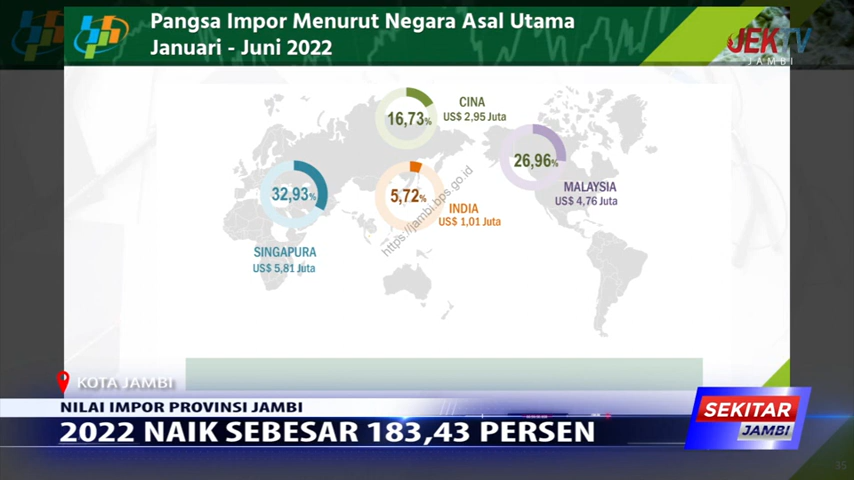 Pangsa Impor Menurut Negara Asal Utama
Januari - Juni 2022
JEK TV
JAMBI
16,73%
CINA
US$ 2,95 Juta
26,96%
MALAYSIA
US$ 4,76 Juta
32,93%
SINGAPURA
US$ 5,81 Juta
5,72%
INDIA
US$ 1,01 Juta
https://jambi.bps.go.id
KOTA JAMBI
NILAI IMPOR PROVINSI JAMBI
2022 NAIK SEBESAR 183,43 PERSEN
SEKITAR
JAMBI
35